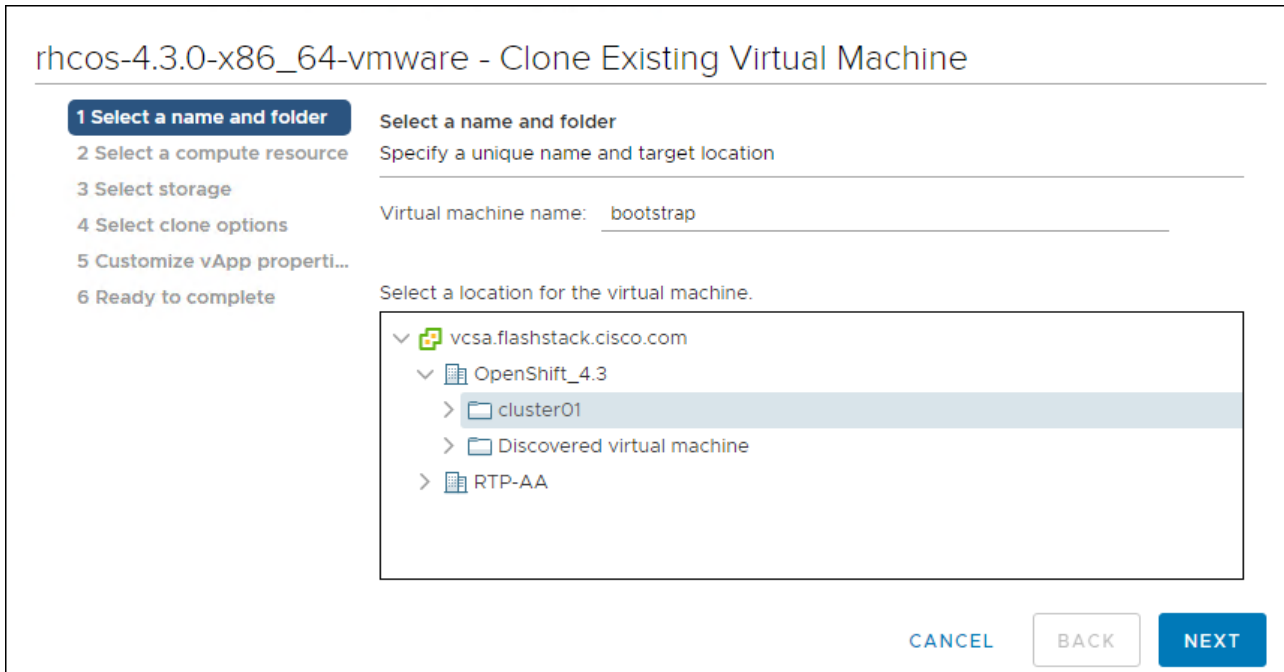 rhcos-4.3.0-x86_64-vmware - Clone Existing Virtual Machine
1 Select a name and folder
2 Select a compute resource
3 Select storage
4 Select clone options
5 Customize vApp properti...
6 Ready to complete
Select a name and folder
Specify a unique name and target location
Virtual machine name: bootstrap
Select a location for the virtual machine.
vcsa.flashstack.cisco.com
OpenShift_4.3
cluster01
Discovered virtual machine
RTP-AA
CANCEL BACK NEXT